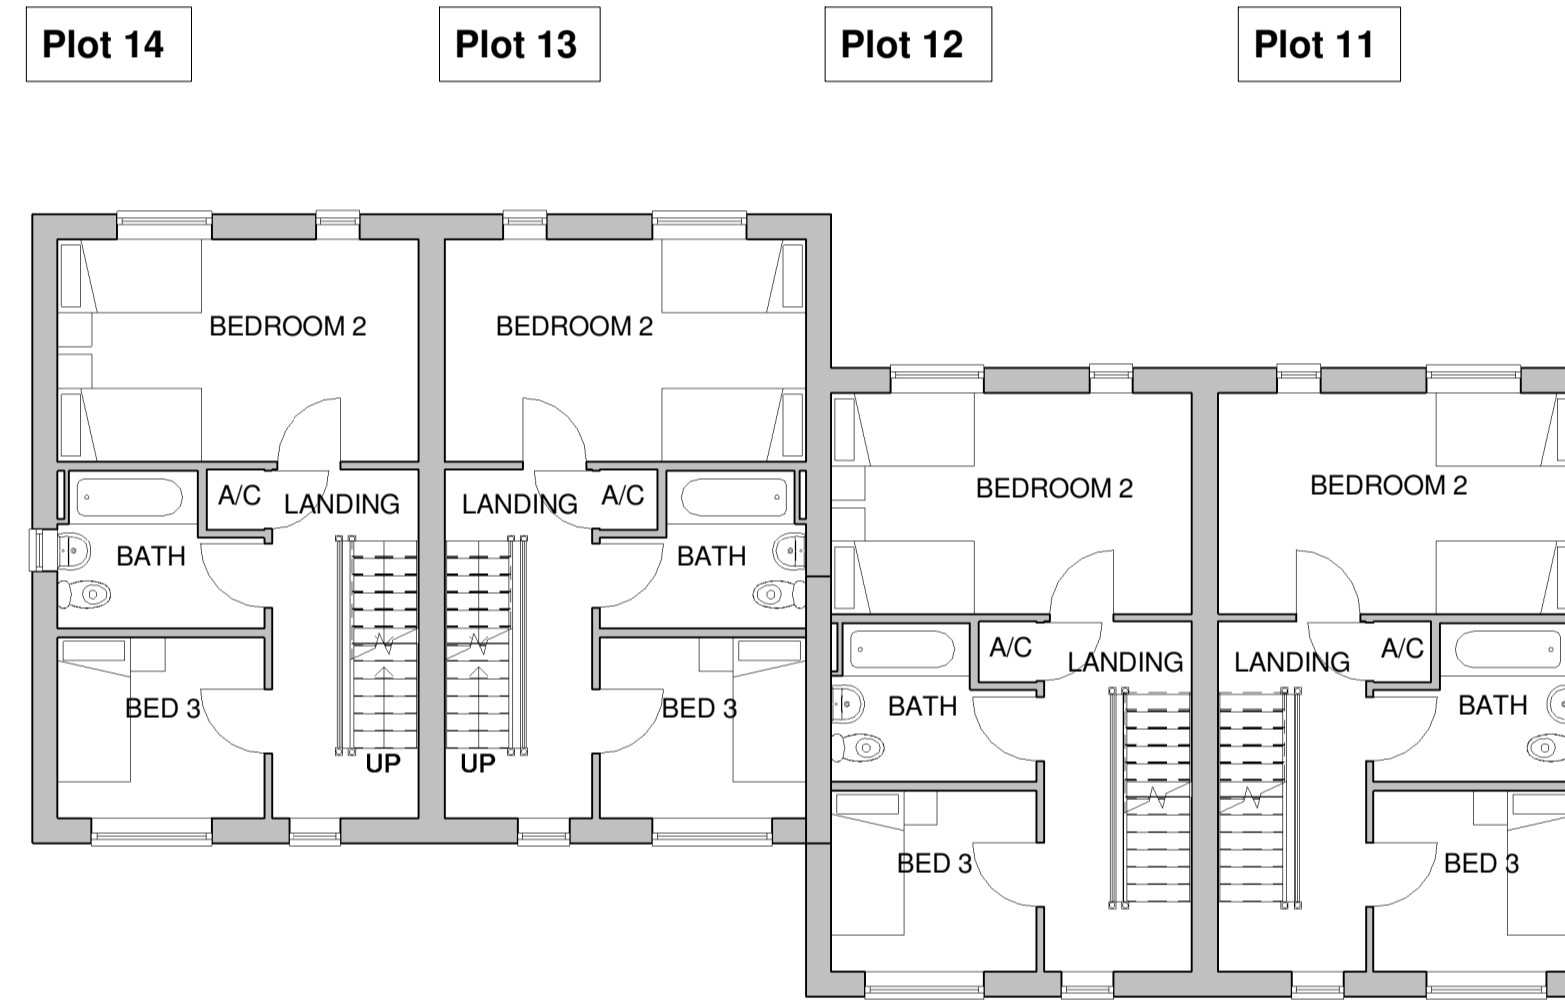 Plot 14
Plot 13
Plot 12
Plot 11
BEDROOM 2
BEDROOM 2
BEDROOM 2
BEDROOM 2
A/C
LANDING
LANDING
A/C
BATH
BATH
A/C
LANDING
LANDING
A/C
BED 3
BED 3
BATH
BATH
UP
UP
BED 3
BED 3